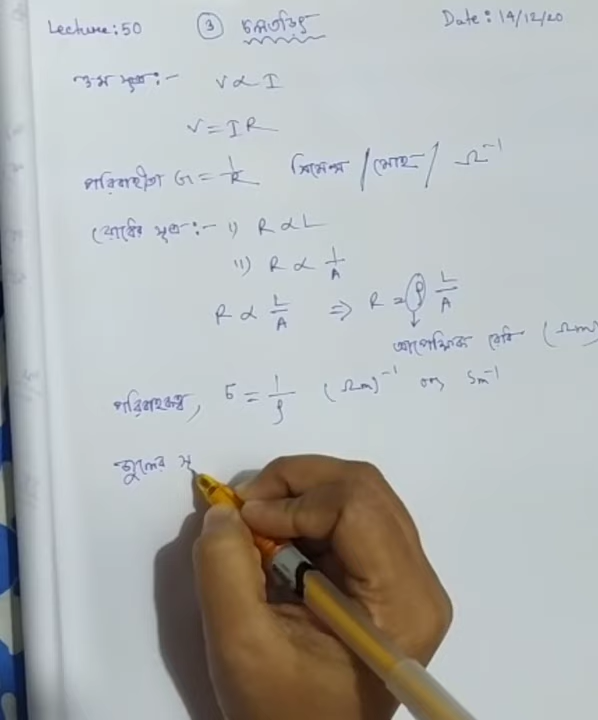 Lecture: 50 ③ চলতড়িৎ Date: 14/12/20
ওহম সূত্র:- V ∝ I
V = IR
পরিবাহীতা G = 1/R সিমেন্স / মোহ / Ω⁻¹
রোধের সূত্র:- i) R ∝ L
ii) R ∝ 1/A
R ∝ L/A ⇒ R = ρ L/A
আপেক্ষিক রোধ (Ωm)
পরিবাহকত্ব, σ = 1/ρ (Ωm)⁻¹ or, Sm⁻¹
জুলের সূ